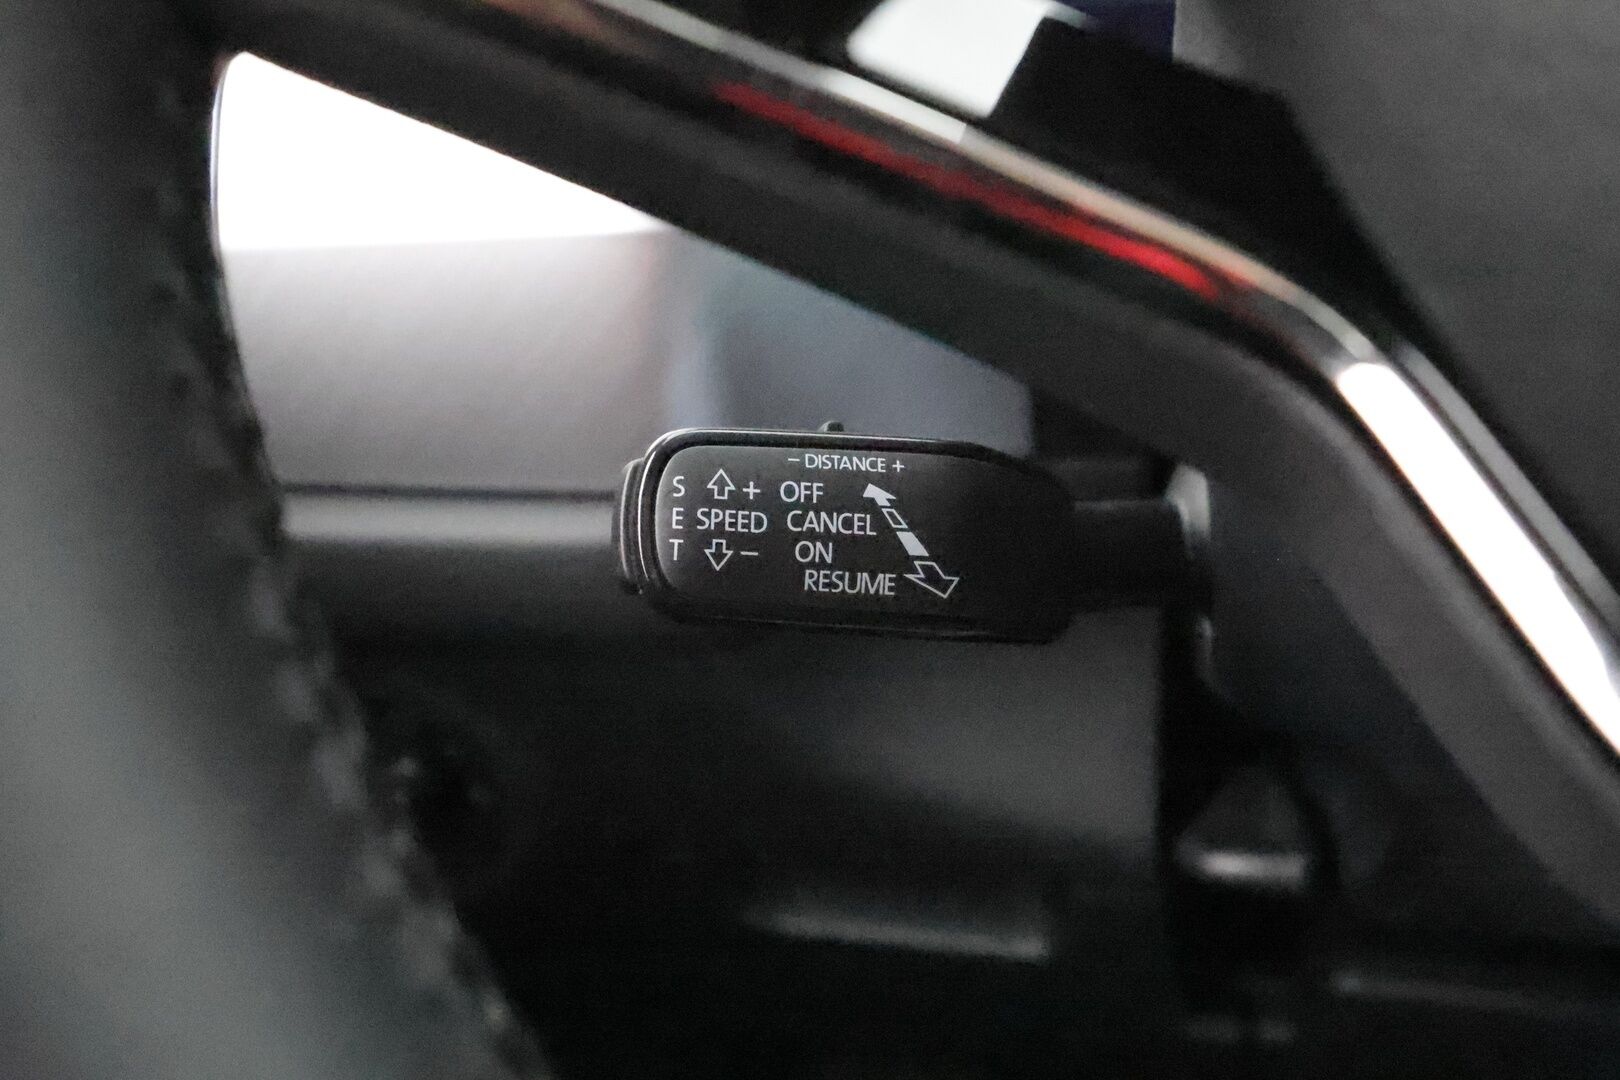 – DISTANCE +
S + OFF
E SPEED CANCEL
T – ON
RESUME